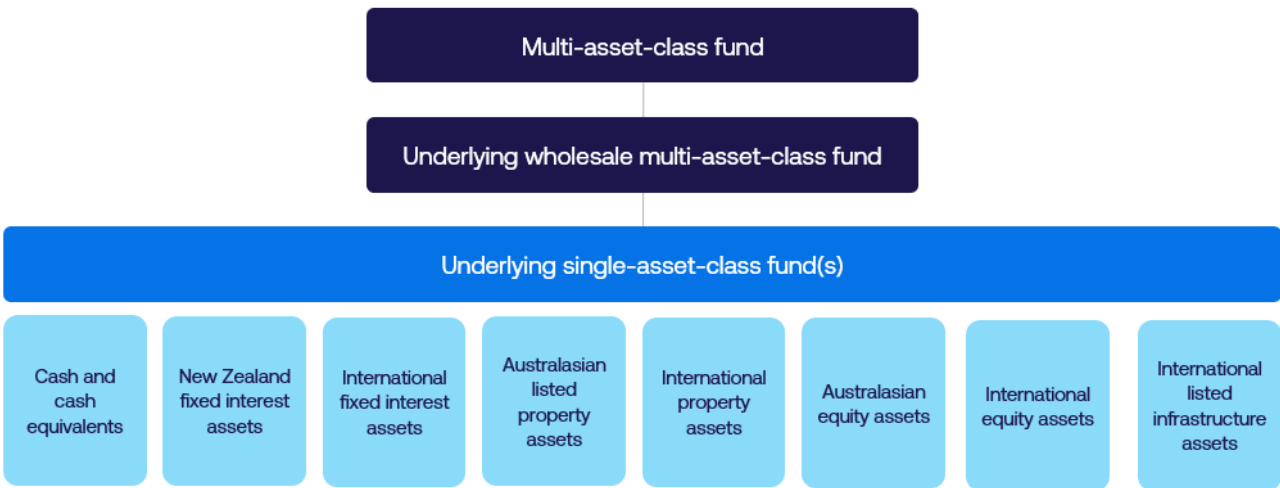 Multi-asset-class fund
Underlying wholesale multi-asset-class fund
Underlying single-asset-class fund(s)
Cash and
cash
equivalents
New Zealand
fixed interest
assets
International
fixed interest
assets
Australasian
listed
property
assets
International
property
assets
Australasian
equity assets
International
equity assets
International
listed
infrastructure
assets